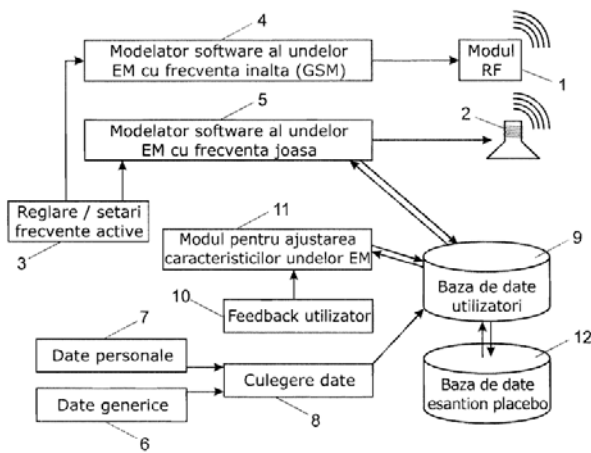 4
Modelator software al undelor
EM cu frecventa inalta (GSM)
Modul
RF
1
5
Modelator software al undelor
EM cu frecventa joasa
2
Reglare / setari
frecvente active
3
11
Modul pentru ajustarea
caracteristicilor undelor EM
9
Baza de date
utilizatori
10
Feedback utilizator
7
Date personale
Culegere date
8
Date generice
6
12
Baza de date
esantion placebo